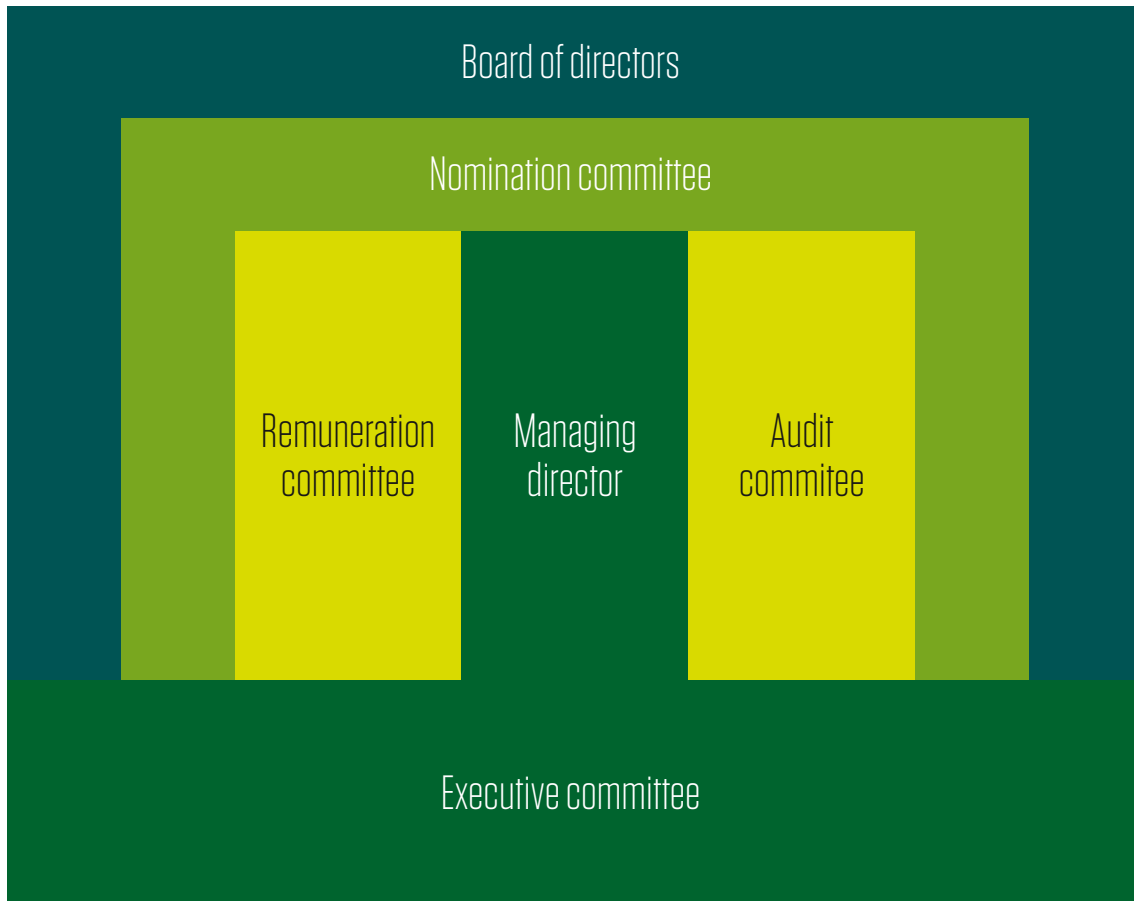 Board of directors
Nomination committee
Remuneration
committee
Managing
director
Audit
commitee
Executive committee